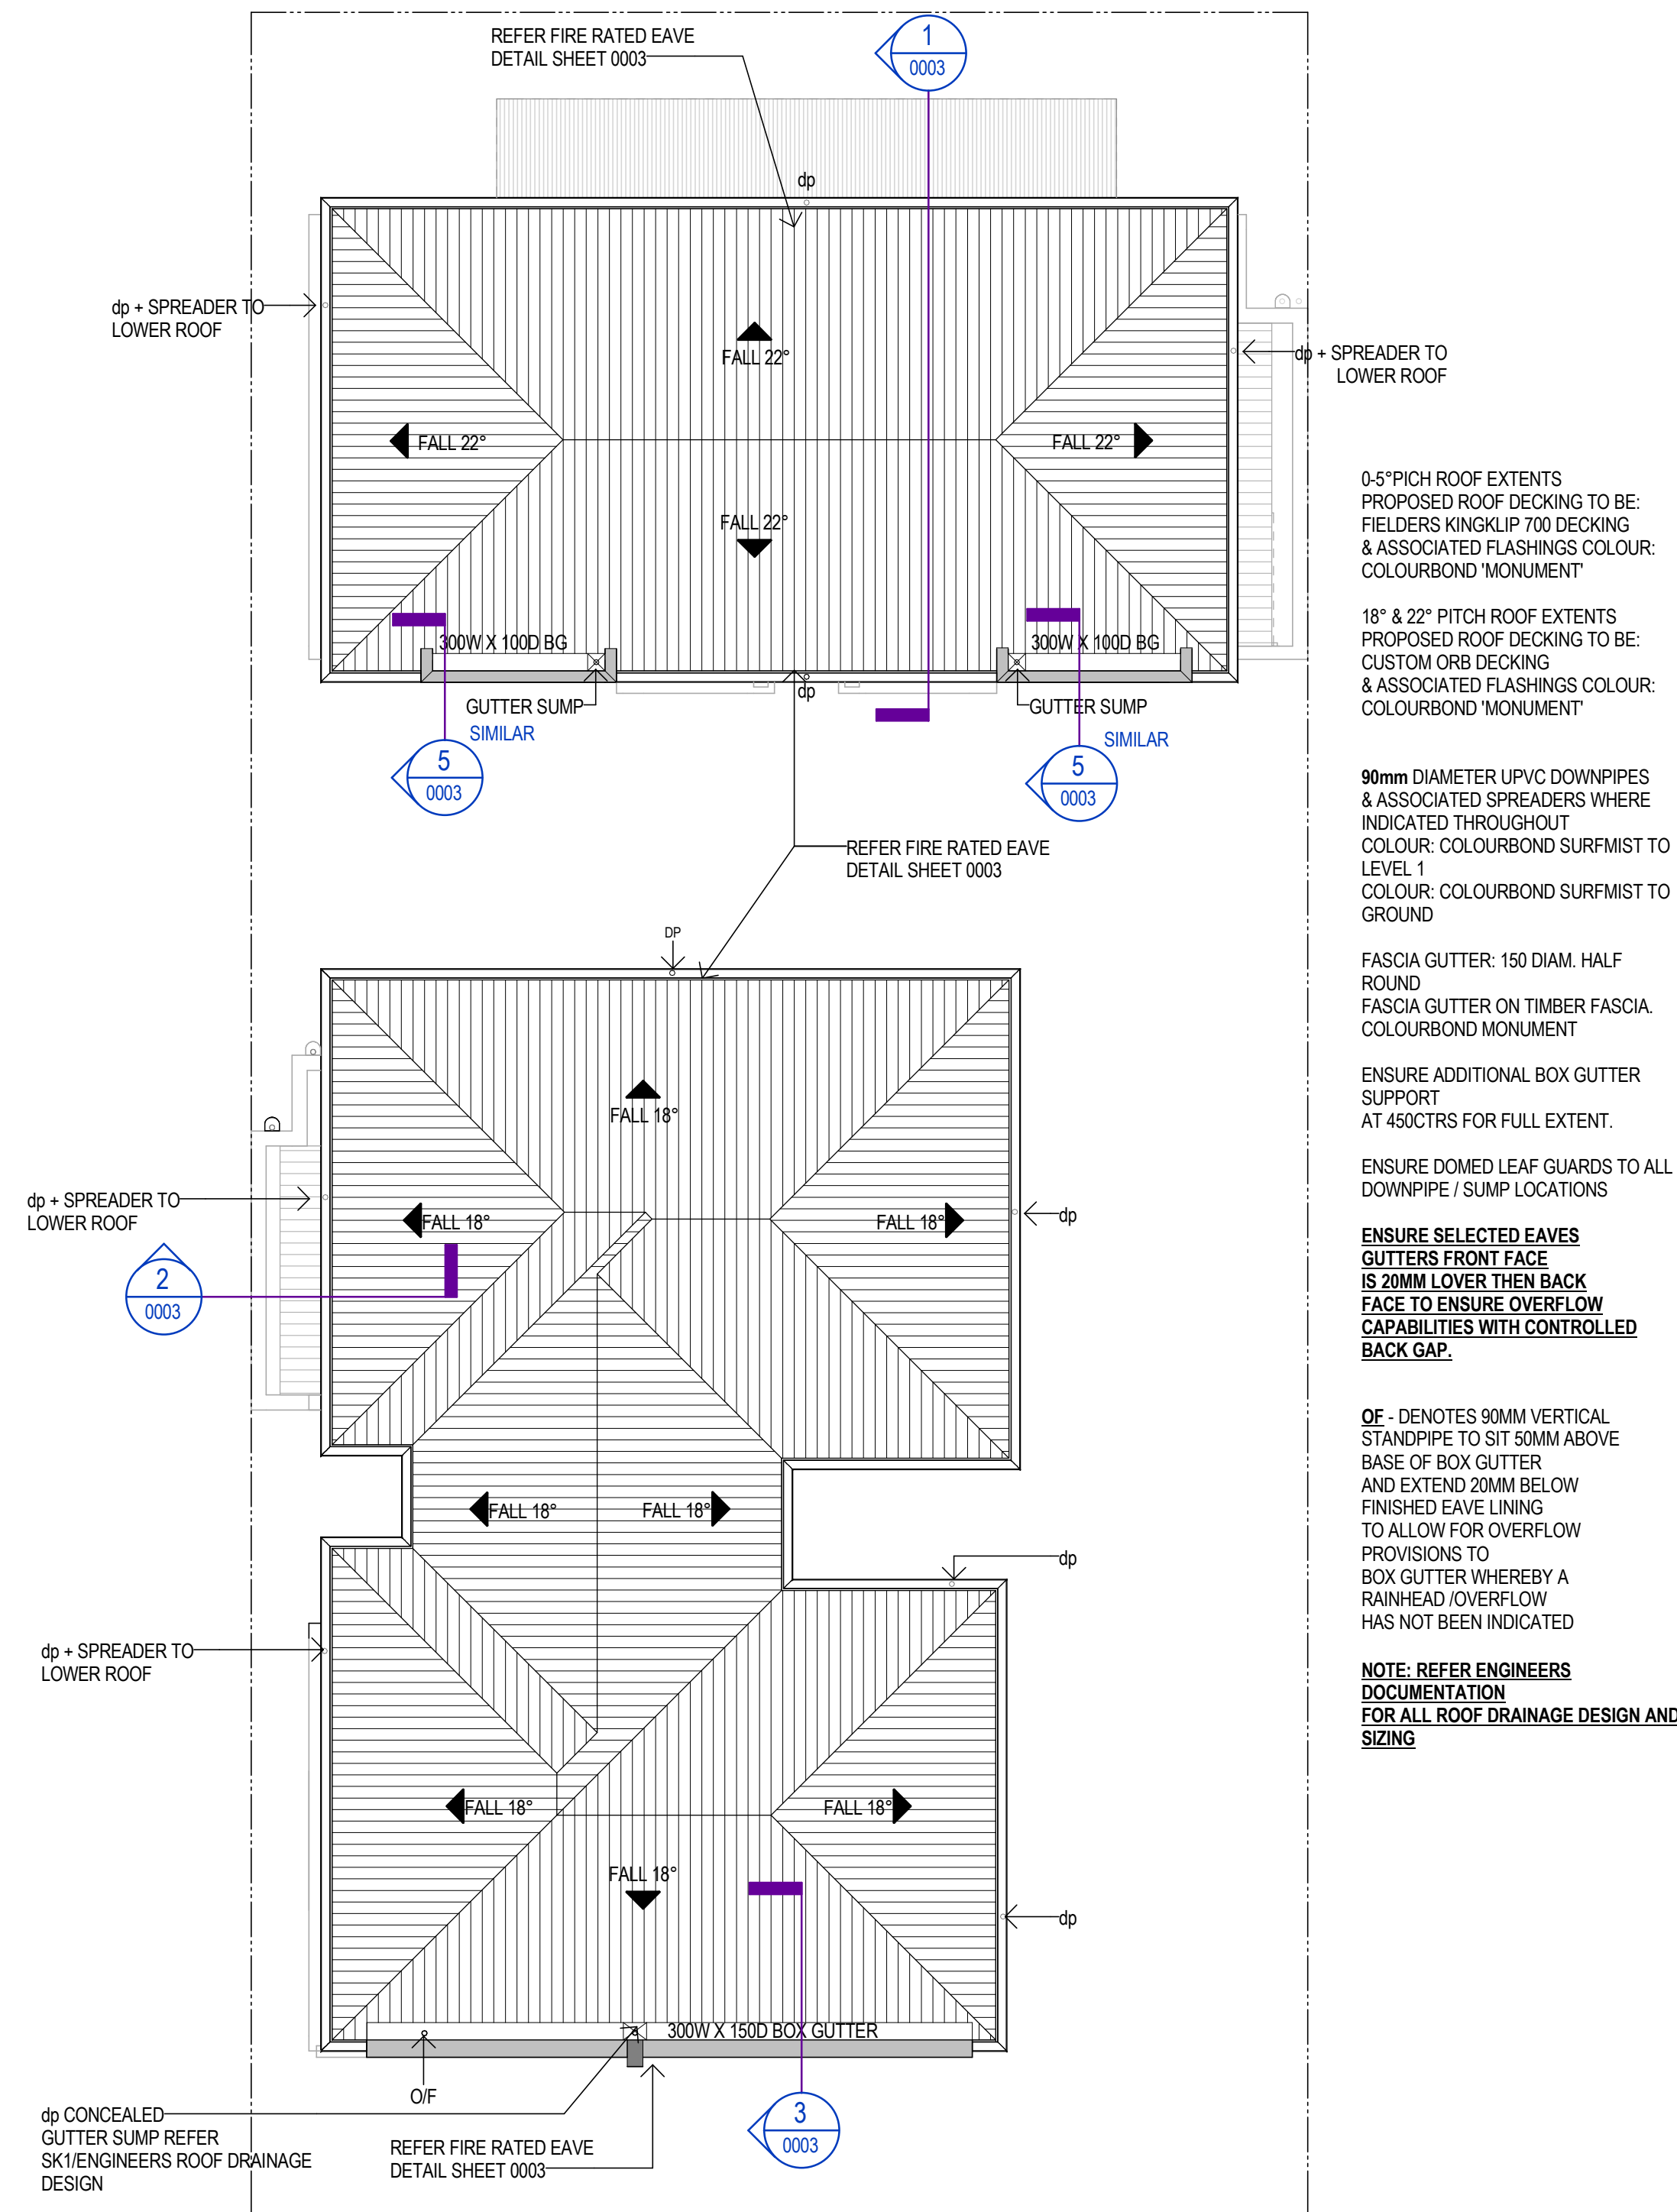 REFER FIRE RATED EAVE
DETAIL SHEET 0003
1
0003
dp
dp + SPREADER TO
LOWER ROOF
FALL 22°
dp + SPREADER TO
LOWER ROOF
FALL 22°
FALL 22°
FALL 22°
300W X 100D BG
300W X 100D BG
GUTTER SUMP
dp
GUTTER SUMP
SIMILAR
SIMILAR
5
0003
5
0003
REFER FIRE RATED EAVE
DETAIL SHEET 0003
DP
FALL 18°
dp + SPREADER TO
LOWER ROOF
FALL 18°
FALL 18°
dp
2
0003
FALL 18°
FALL 18°
dp
dp + SPREADER TO
LOWER ROOF
FALL 18°
FALL 18°
FALL 18°
dp
300W X 150D BOX GUTTER
O/F
dp CONCEALED
GUTTER SUMP REFER
SK1/ENGINEERS ROOF DRAINAGE
DESIGN
REFER FIRE RATED EAVE
DETAIL SHEET 0003
3
0003
0-5°PICH ROOF EXTENTS
PROPOSED ROOF DECKING TO BE:
FIELDERS KINGKLIP 700 DECKING
& ASSOCIATED FLASHINGS COLOUR:
COLOURBOND 'MONUMENT'
18° & 22° PITCH ROOF EXTENTS
PROPOSED ROOF DECKING TO BE:
CUSTOM ORB DECKING
& ASSOCIATED FLASHINGS COLOUR:
COLOURBOND 'MONUMENT'
90mm DIAMETER UPVC DOWNPIPES
& ASSOCIATED SPREADERS WHERE
INDICATED THROUGHOUT
COLOUR: COLOURBOND SURFMIST TO
LEVEL 1
COLOUR: COLOURBOND SURFMIST TO
GROUND
FASCIA GUTTER: 150 DIAM. HALF
ROUND
FASCIA GUTTER ON TIMBER FASCIA.
COLOURBOND MONUMENT
ENSURE ADDITIONAL BOX GUTTER
SUPPORT
AT 450CTRS FOR FULL EXTENT.
ENSURE DOMED LEAF GUARDS TO ALL
DOWNPIPE / SUMP LOCATIONS
ENSURE SELECTED EAVES
GUTTERS FRONT FACE
IS 20MM LOVER THEN BACK
FACE TO ENSURE OVERFLOW
CAPABILITIES WITH CONTROLLED
BACK GAP.
OF - DENOTES 90MM VERTICAL
STANDPIPE TO SIT 50MM ABOVE
BASE OF BOX GUTTER
AND EXTEND 20MM BELOW
FINISHED EAVE LINING
TO ALLOW FOR OVERFLOW
PROVISIONS TO
BOX GUTTER WHEREBY A
RAINHEAD /OVERFLOW
HAS NOT BEEN INDICATED
NOTE: REFER ENGINEERS
DOCUMENTATION
FOR ALL ROOF DRAINAGE DESIGN AND
SIZING